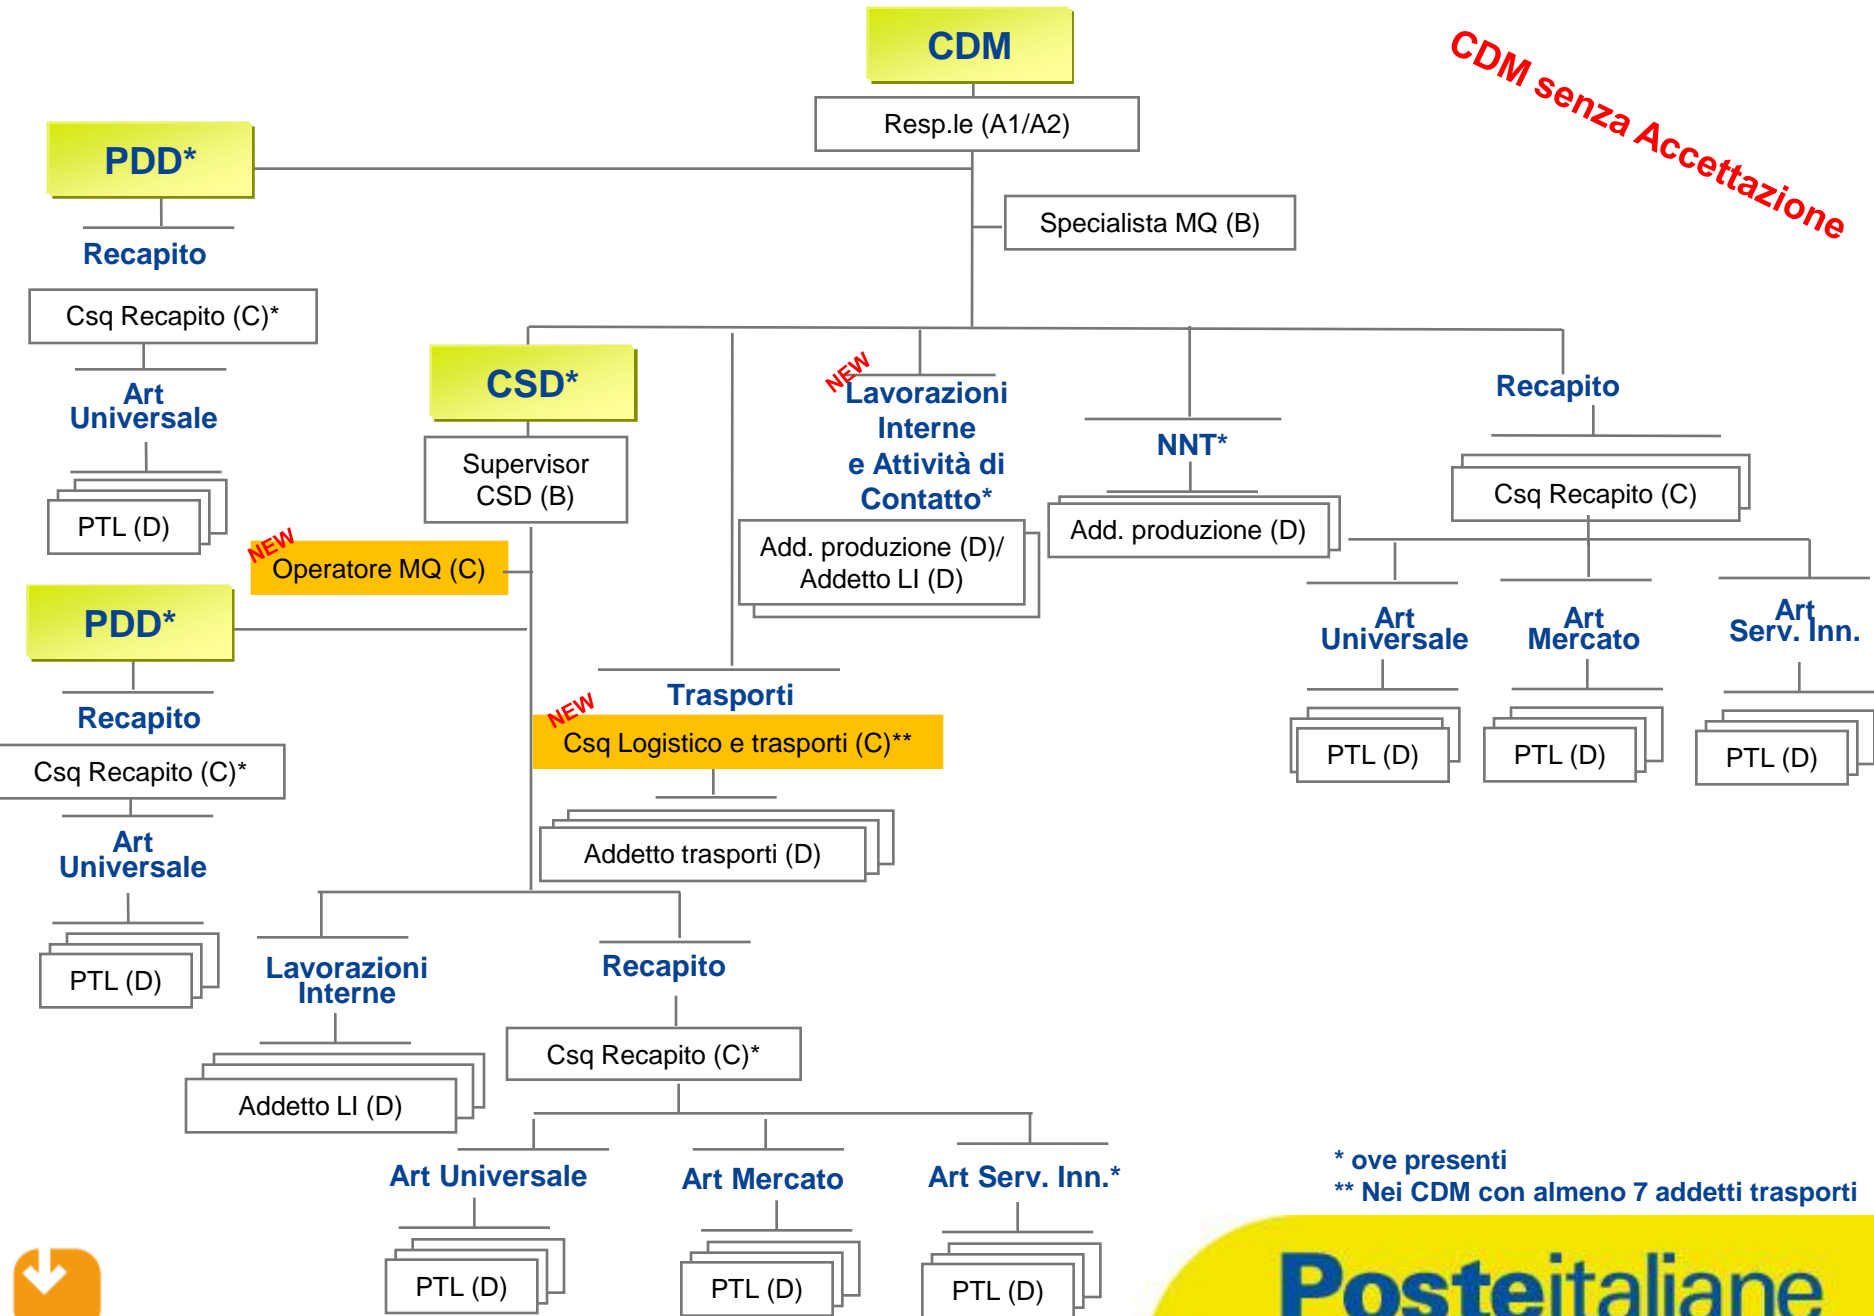 CDM
CDM senza Accettazione
Resp.le (A1/A2)
PDD*
Specialista MQ (B)
Recapito
Csq Recapito (C)*
Art
Universale
PTL (D)
CSD*
Supervisor
CSD (B)
NEW
Lavorazioni
Interne
e Attività di
Contatto*
Add. produzione (D)/
Addetto LI (D)
NNT*
Add. produzione (D)
Recapito
Csq Recapito (C)
Art
Universale
PTL (D)
Art
Mercato
PTL (D)
Art
Serv. Inn.
PTL (D)
NEW
Operatore MQ (C)
PDD*
Recapito
Csq Recapito (C)*
Art
Universale
PTL (D)
Trasporti
NEW
Csq Logistico e trasporti (C)**
Addetto trasporti (D)
Lavorazioni
Interne
Addetto LI (D)
Recapito
Csq Recapito (C)*
Art Universale
PTL (D)
Art Mercato
PTL (D)
Art Serv. Inn.*
PTL (D)
* ove presenti
** Nei CDM con almeno 7 addetti trasporti
Posteitaliane